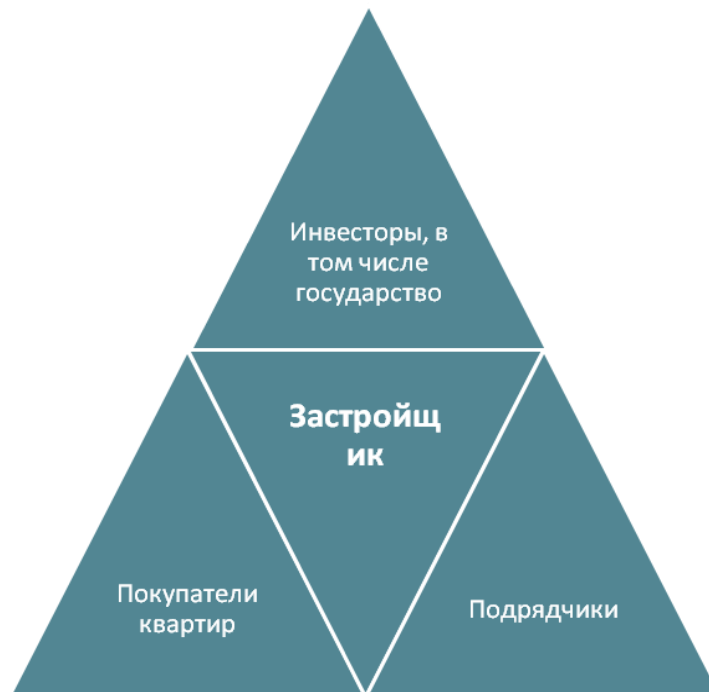 Инвесторы, в
том числе
государство
Застройщ
ик
Покупатели
квартир
Подрядчики